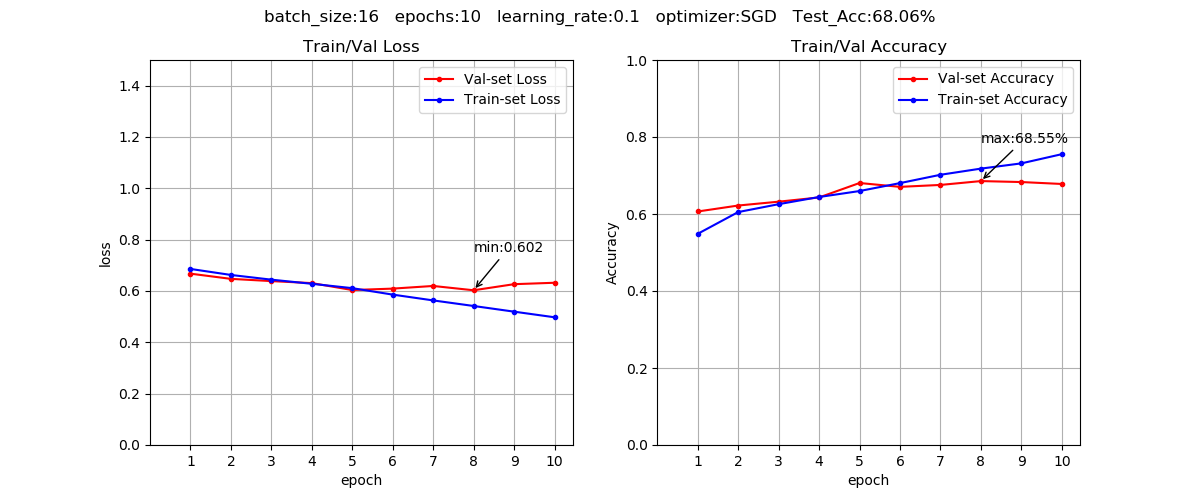 batch_size:16   epochs:10   learning_rate:0.1   optimizer:SGD   Test_Acc:68.06%
Train/Val Loss
Val-set Loss
Train-set Loss
min:0.602
loss
1.4
1.2
1.0
0.8
0.6
0.4
0.2
0.0
1 2 3 4 5 6 7 8 9 10
epoch
Train/Val Accuracy
Val-set Accuracy
Train-set Accuracy
max:68.55%
Accuracy
1.0
0.8
0.6
0.4
0.2
0.0
1 2 3 4 5 6 7 8 9 10
epoch